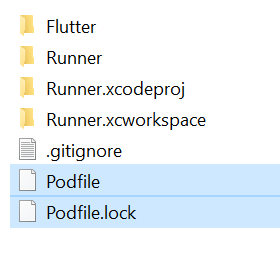 Flutter
Runner
Runner.xcodeproj
Runner.xcworkspace
.gitignore
Podfile
Podfile.lock